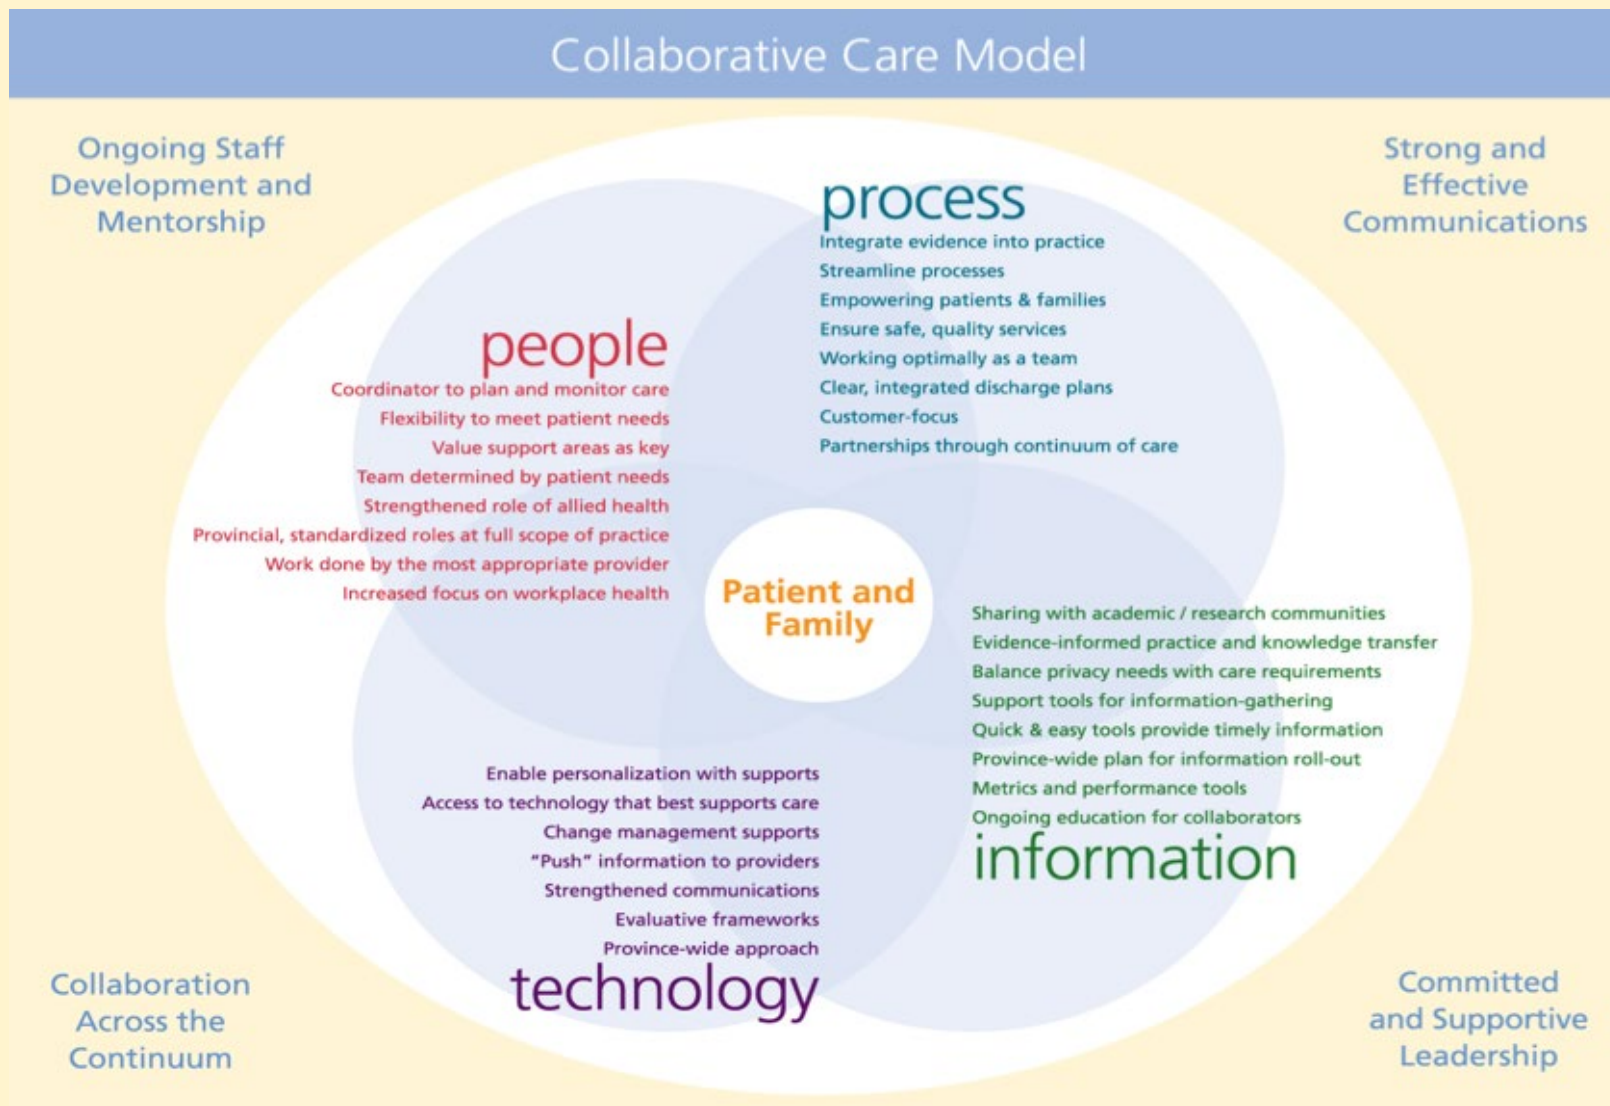 Collaborative Care Model
Ongoing Staff
Development and
Mentorship
Strong and
Effective
Communications
process
Integrate evidence into practice
Streamline processes
Empowering patients & families
Ensure safe, quality services
Working optimally as a team
Clear, integrated discharge plans
Customer-focus
Partnerships through continuum of care
people
Coordinator to plan and monitor care
Flexibility to meet patient needs
Value support areas as key
Team determined by patient needs
Strengthened role of allied health
Provincial, standardized roles at full scope of practice
Work done by the most appropriate provider
Increased focus on workplace health
Patient and
Family
Sharing with academic / research communities
Evidence-informed practice and knowledge transfer
Balance privacy needs with care requirements
Support tools for information-gathering
Quick & easy tools provide timely information
Province-wide plan for information roll-out
Metrics and performance tools
Ongoing education for collaborators
information
Enable personalization with supports
Access to technology that best supports care
Change management supports
“Push” information to providers
Strengthened communications
Evaluative frameworks
Province-wide approach
technology
Collaboration
Across the
Continuum
Committed
and Supportive
Leadership